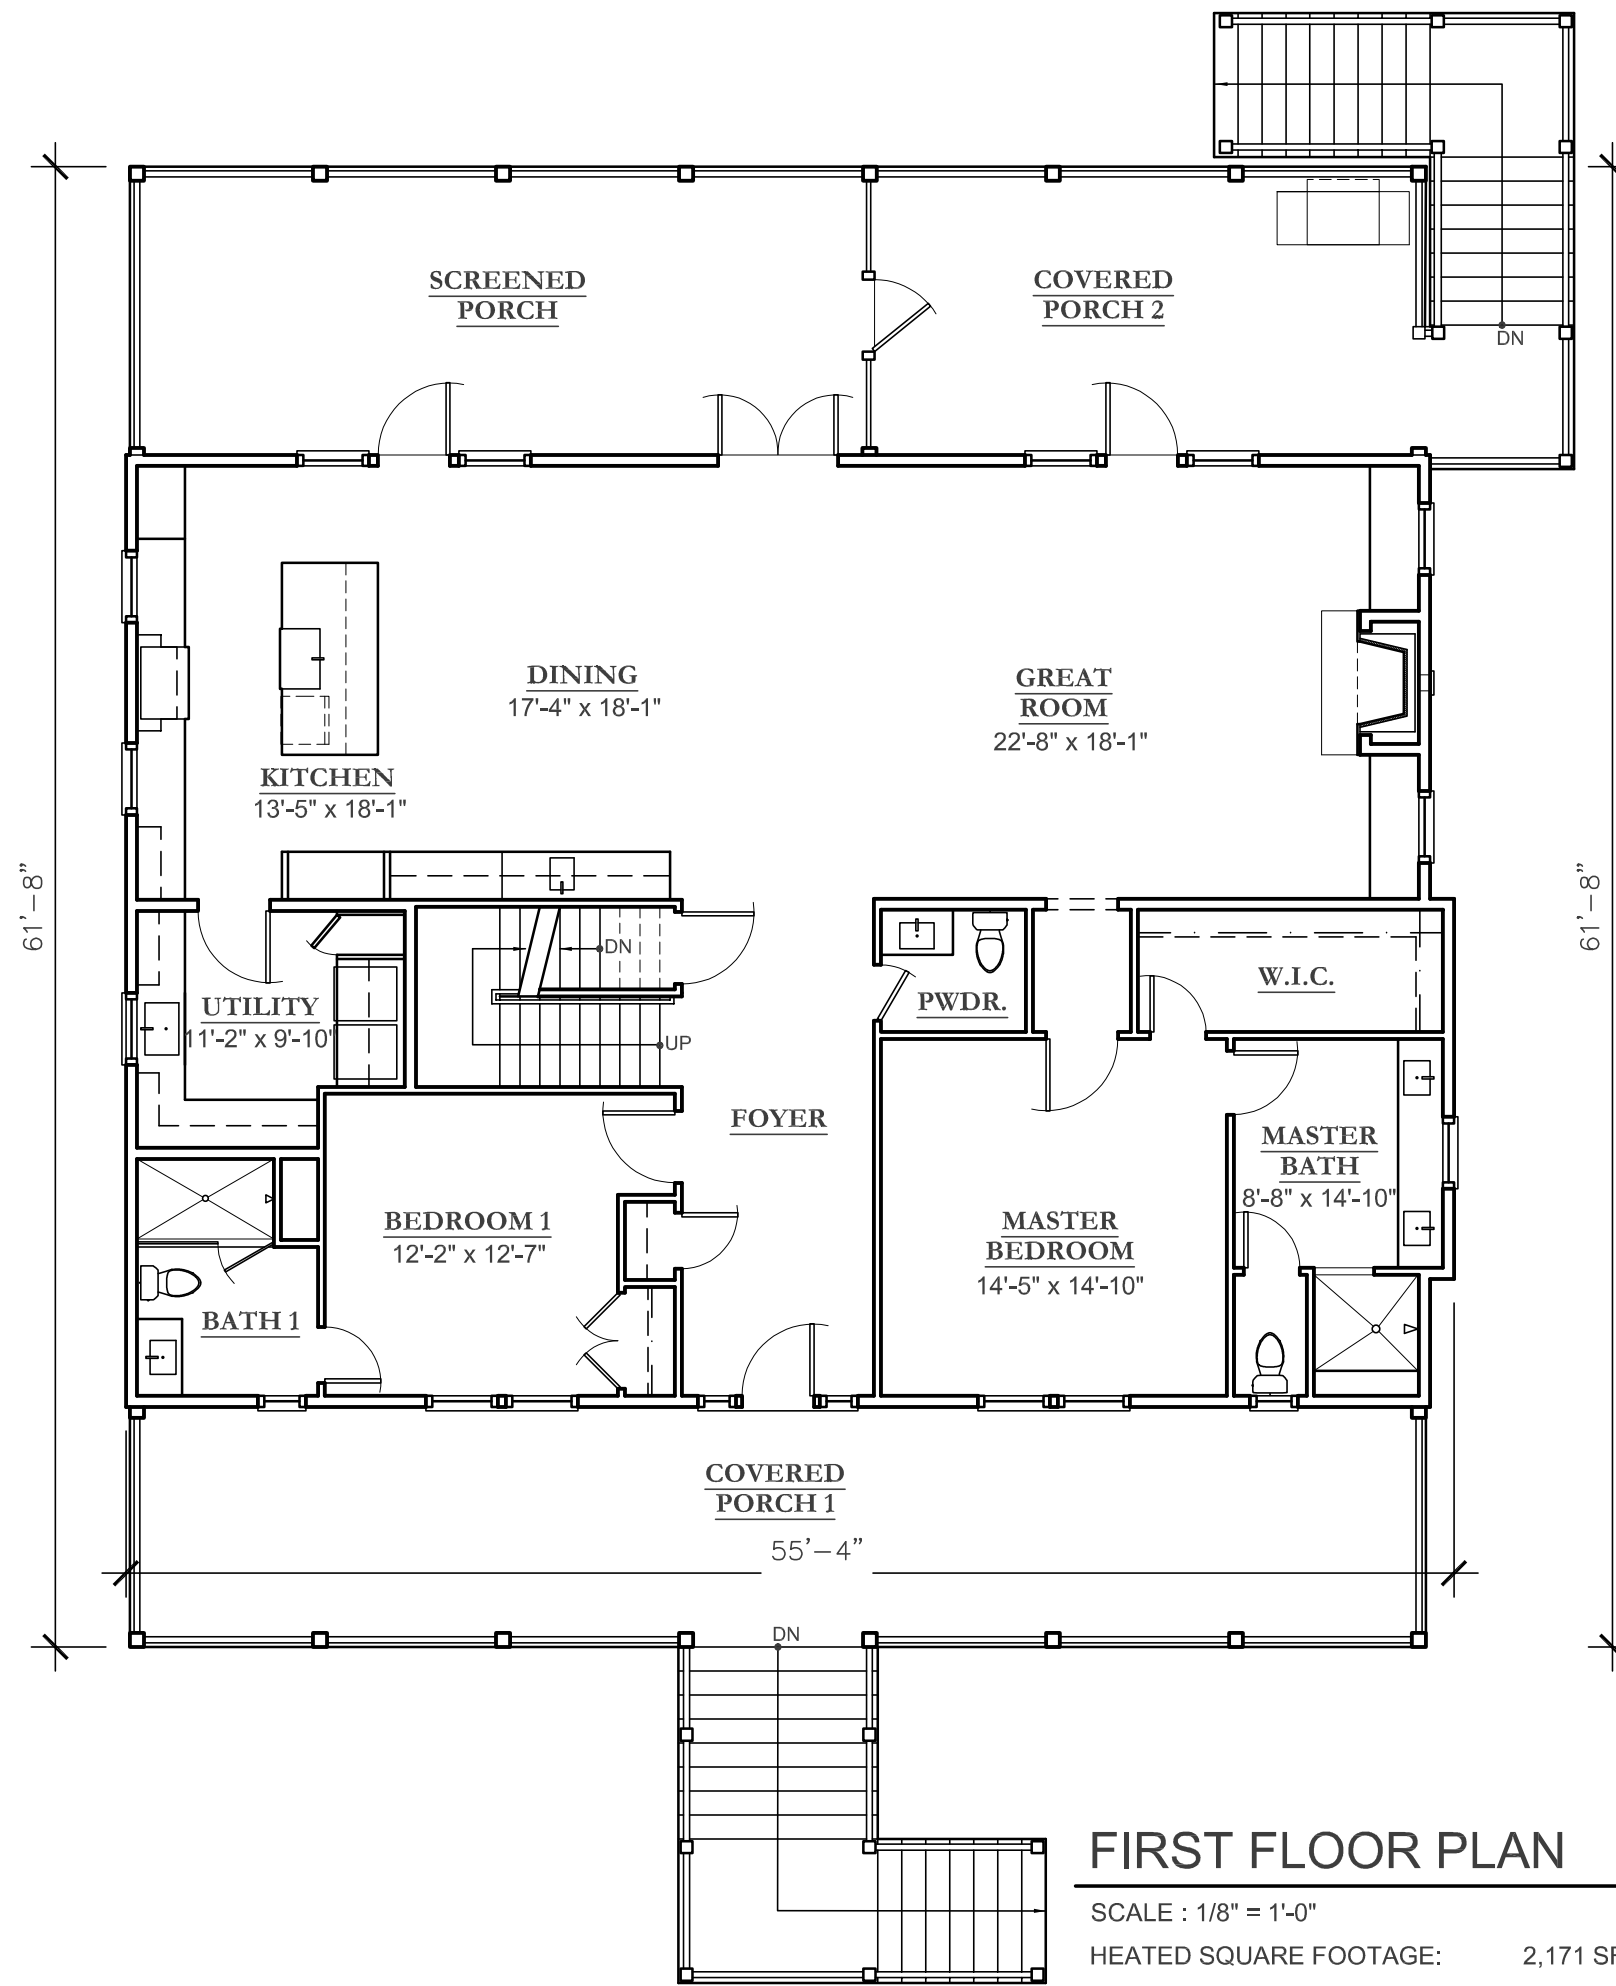 SCREENED
PORCH
COVERED
PORCH 2
DN
DINING
17'-4" x 18'-1"
GREAT
ROOM
22'-8" x 18'-1"
KITCHEN
13'-5" x 18'-1"
61'-8"
61'-8"
DN
W.I.C.
PWDR.
UTILITY
11'-2" x 9'-10"
UP
FOYER
MASTER
BATH
8'-8" x 14'-10"
BEDROOM 1
12'-2" x 12'-7"
MASTER
BEDROOM
14'-5" x 14'-10"
BATH 1
COVERED
PORCH 1
55'-4"
DN
FIRST FLOOR PLAN
SCALE : 1/8" = 1'-0"
HEATED SQUARE FOOTAGE: 2,171 SF